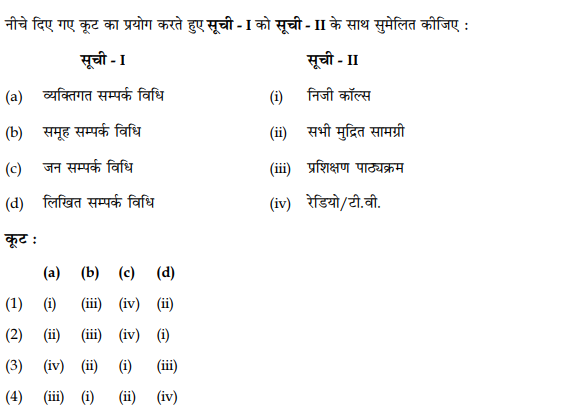 नीचे दिए गए कूट का प्रयोग करते हुए सूची - I को सूची - II के साथ सुमेलित कीजिए :
सूची - I सूची - II
(a) व्यक्तिगत सम्पर्क विधि (i) निजी कॉल्स
(b) समूह सम्पर्क विधि (ii) सभी मुद्रित सामग्री
(c) जन सम्पर्क विधि (iii) प्रशिक्षण पाठ्यक्रम
(d) लिखित सम्पर्क विधि (iv) रेडियो/टी.वी.
कूट :
(a) (b) (c) (d)
(1) (i) (iii) (iv) (ii)
(2) (ii) (iii) (iv) (i)
(3) (iv) (ii) (i) (iii)
(4) (iii) (i) (ii) (iv)